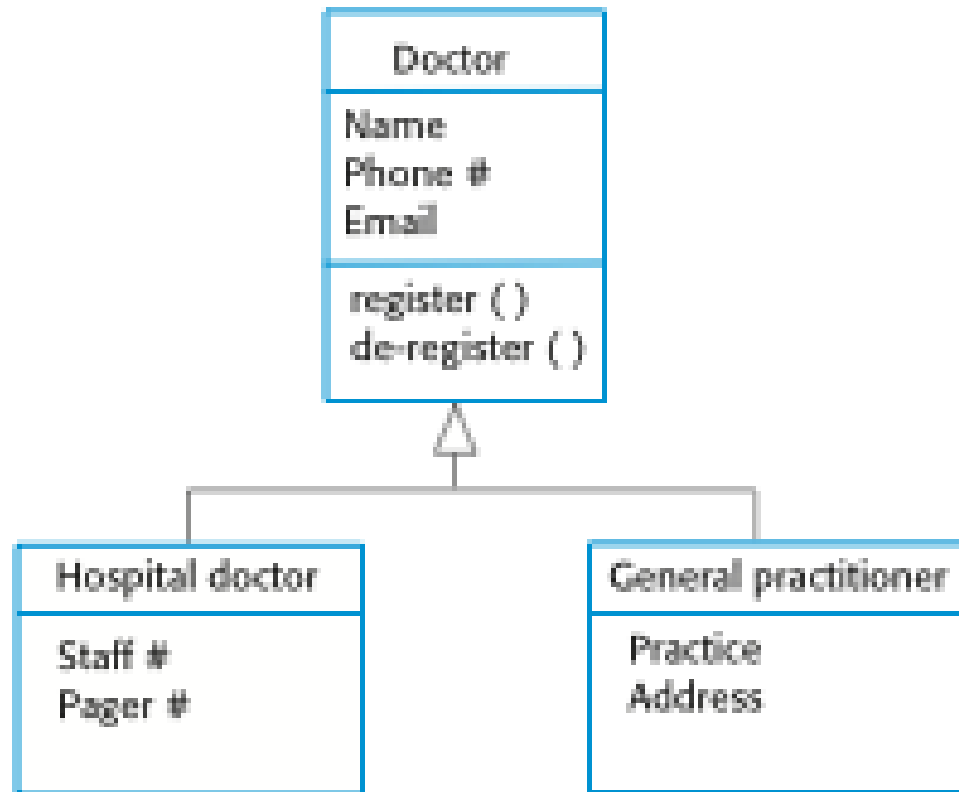 Doctor
Name
Phone #
Email
register ( )
de-register ( )
Hospital doctor
Staff #
Pager #
General practitioner
Practice
Address